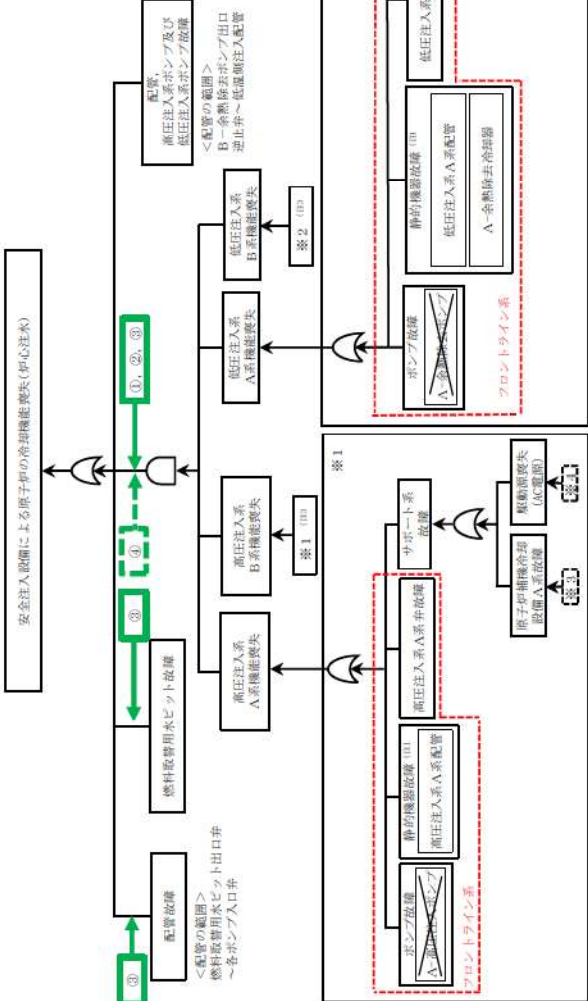 安全注入設備による原子炉の冷却機能喪失(炉心注水)
③
配管故障
<配管の範囲>
燃料取替用水ピット出口弁
～各ポンプ入口弁
③
燃料取替用水ピット故障
④
①, ②, ③
配管,
高圧注入系ポンプ及び
低圧注入系ポンプ故障
<配管の範囲>
B-余熱除去ポンプ出口
逆止弁～低温側注入配管
高圧注入系
A系機能喪失
高圧注入系
B系機能喪失
※1
低圧注入系
A系機能喪失
低圧注入系
B系機能喪失
※2
※1
ポンプ故障
A-高圧注入ポンプ
静的機器故障
高圧注入系A系配管
高圧注入系A系弁故障
フロントライン系
サポート系
故障
原子炉補機冷却
設備A系故障
※3
駆動源喪失
(AC電源)
ポンプ故障
A-余熱除去ポンプ
静的機器故障
低圧注入系A系配管
A-余熱除去冷却器
低圧注入系
フロントライン系